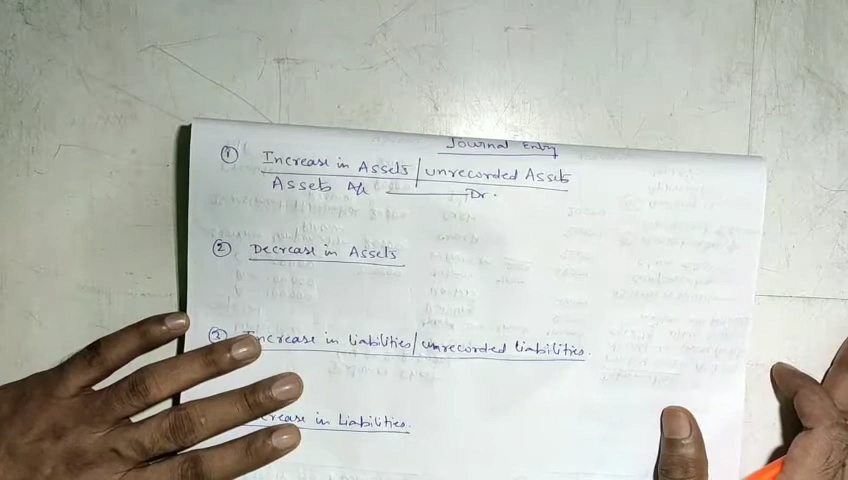 Journal Entry
① Increase in Assets / unrecorded Assets
Assets A/c ——— Dr.
② Decrease in Assets
③ Increase in Liabilities / unrecorded Liabilities.
crease in Liabilities.